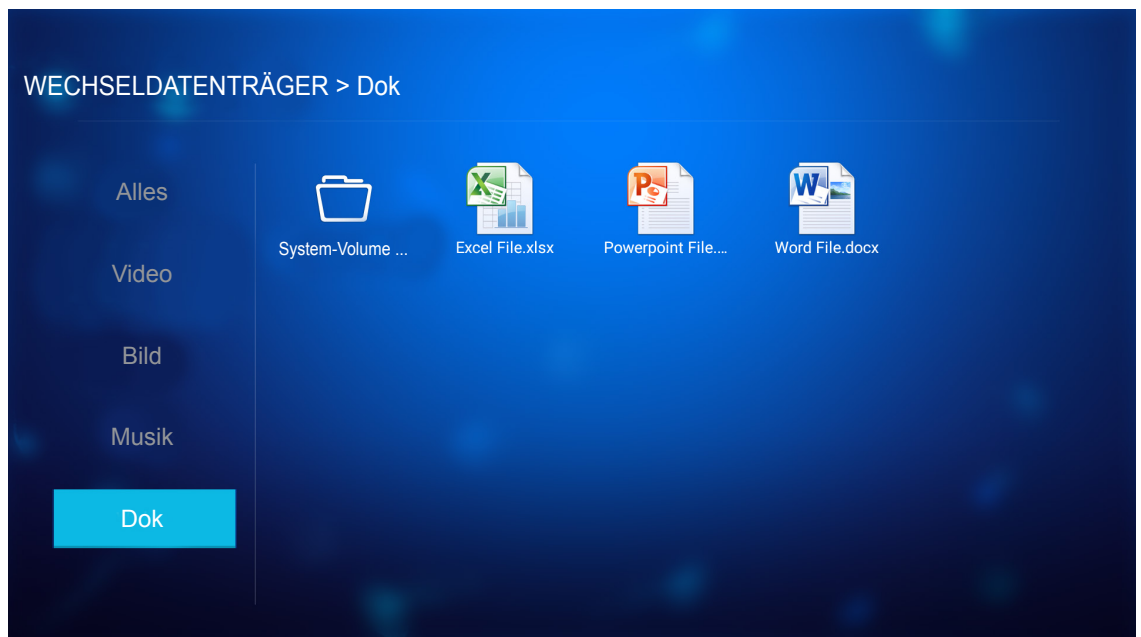 WECHSELDATENTRÄGER > Dok
Alles
Video
Bild
Musik
Dok
System-Volume ...
Excel File.xlsx
Powerpoint File....
Word File.docx